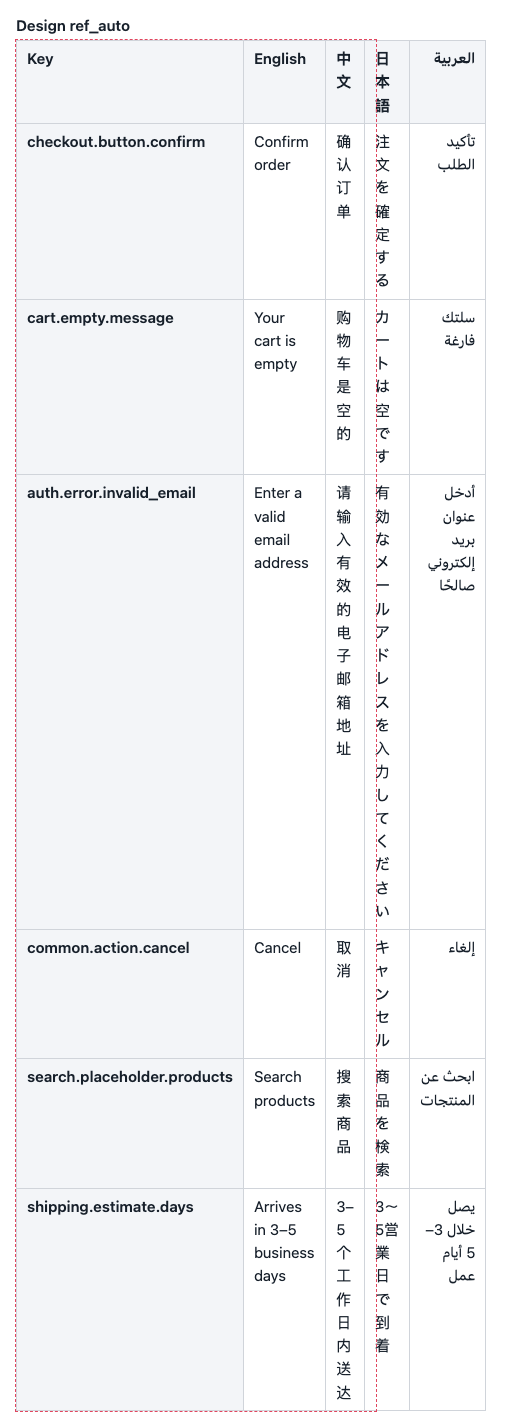 Design ref_auto
Key
English
中
文
日
本
語
العربية
checkout.button.confirm
Confirm
order
确
认
订
单
注
文
を
確
定
す
る
تأكيد
الطلب
cart.empty.message
Your
cart is
empty
购
物
车
是
空
的
カ
ー
ト
は
空
で
す
سلتك
فارغة
auth.error.invalid_email
Enter a
valid
email
address
请
输
入
有
效
的
电
子
邮
箱
地
址
有
効
な
メ
ー
ル
ア
ド
レ
ス
を
入
力
し
て
く
だ
さ
い
أدخل
عنوان
بريد
إلكتروني
صالحًا
common.action.cancel
Cancel
取
消
キ
ャ
ン
セ
ル
إلغاء
search.placeholder.products
Search
products
搜
索
商
品
商
品
を
検
索
ابحث عن
المنتجات
shipping.estimate.days
Arrives
in 3–5
business
days
3–
5
个
工
作
日
内
送
达
3〜
5営
業
日
で
到
着
يصل
خلال 3–
5 أيام
عمل